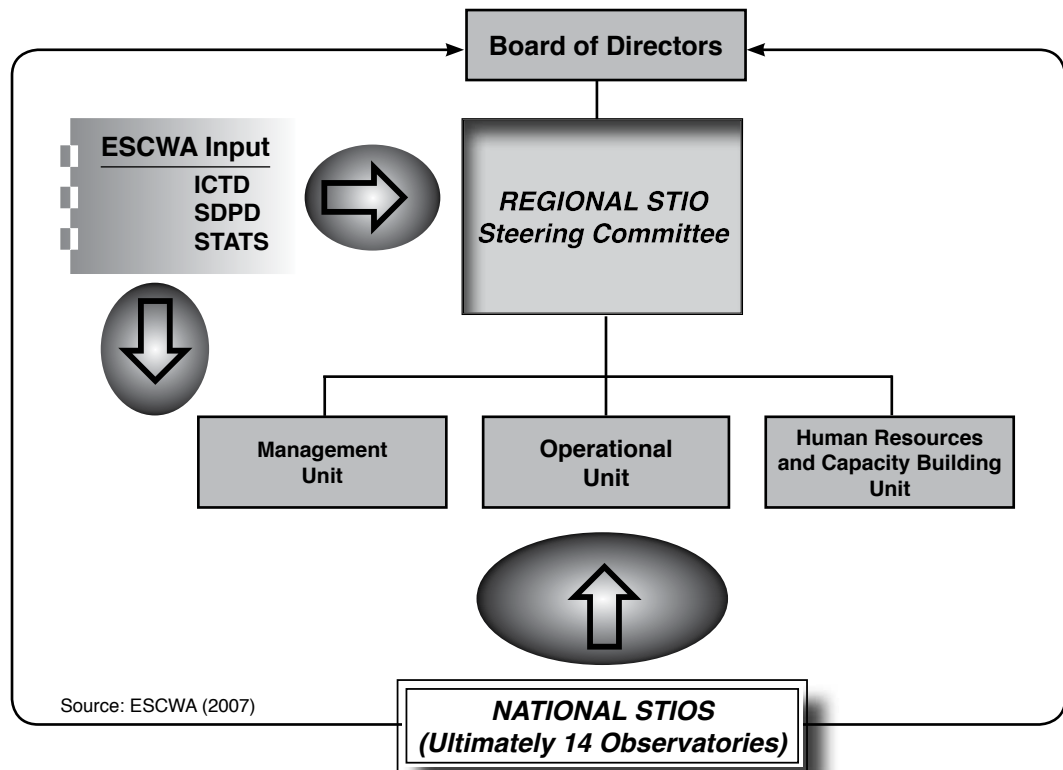 Board of Directors
ESCWA Input
ICTD
SDPD
STATS
REGIONAL STIO
Steering Committee
Management
Unit
Operational
Unit
Human Resources
and Capacity Building
Unit
Source: ESCWA (2007)
NATIONAL STIOS
(Ultimately 14 Observatories)